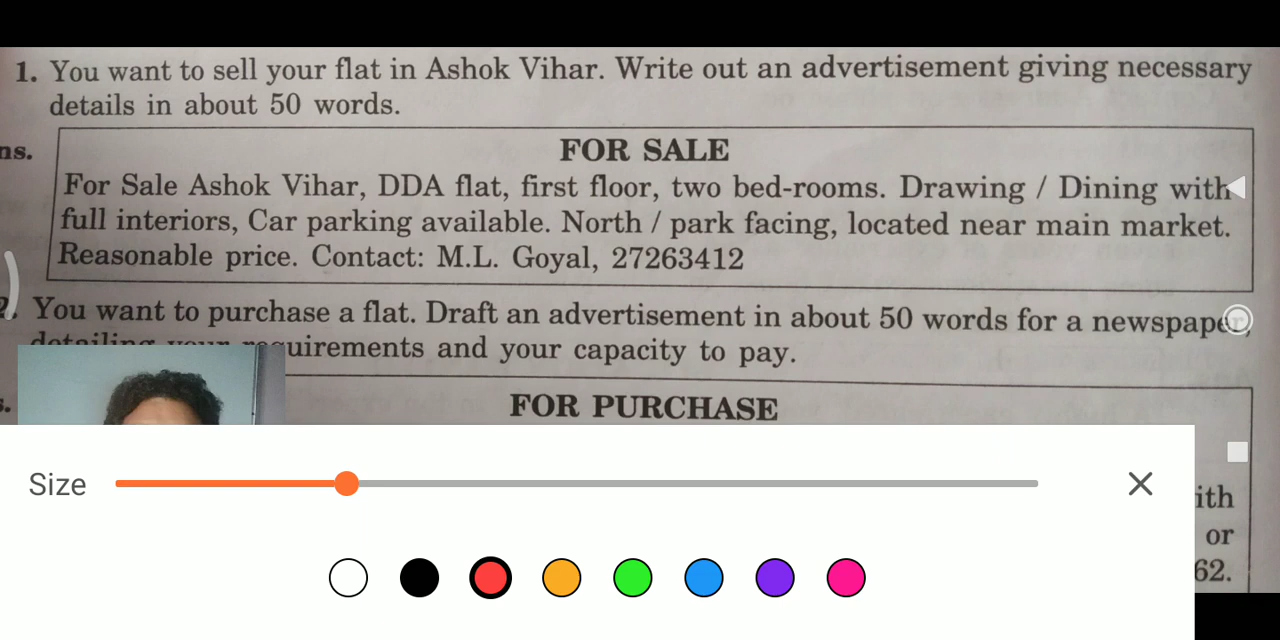 1. You want to sell your flat in Ashok Vihar. Write out an advertisement giving necessary
details in about 50 words.
ns.
FOR SALE
For Sale Ashok Vihar, DDA flat, first floor, two bed-rooms. Drawing / Dining with
full interiors, Car parking available. North / park facing, located near main market.
Reasonable price. Contact: M.L. Goyal, 27263412
2. You want to purchase a flat. Draft an advertisement in about 50 words for a newspaper,
uirements and your capacity to pay.
s.
FOR PURCHASE
Size
ith
or
62.